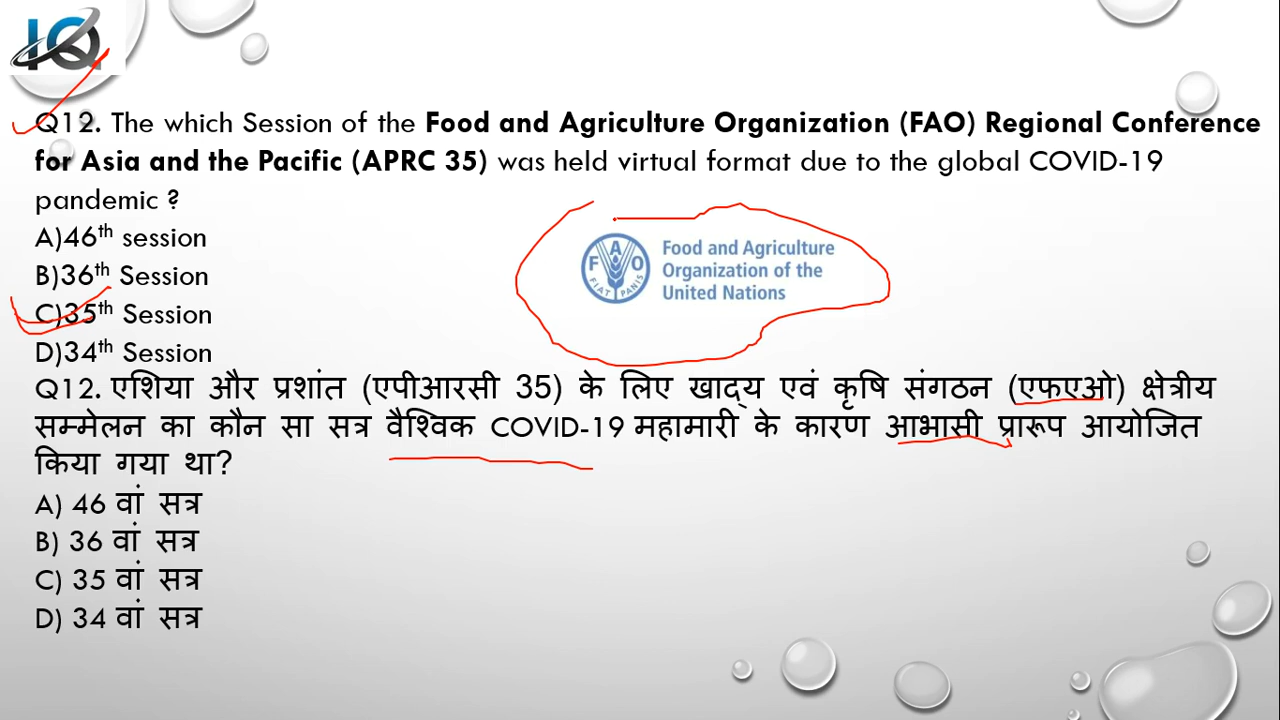 IQ
Q12. The which Session of the Food and Agriculture Organization (FAO) Regional Conference
for Asia and the Pacific (APRC 35) was held virtual format due to the global COVID-19
pandemic ?
A)46th session
B)36th Session
C)35th Session
D)34th Session
F A O
FIAT PANIS
Food and Agriculture
Organization of the
United Nations
Q12. एशिया और प्रशांत (एपीआरसी 35) के लिए खाद्य एवं कृषि संगठन (एफएओ) क्षेत्रीय
सम्मेलन का कौन सा सत्र वैश्विक COVID-19 महामारी के कारण आभासी प्रारूप आयोजित
किया गया था?
A) 46 वां सत्र
B) 36 वां सत्र
C) 35 वां सत्र
D) 34 वां सत्र